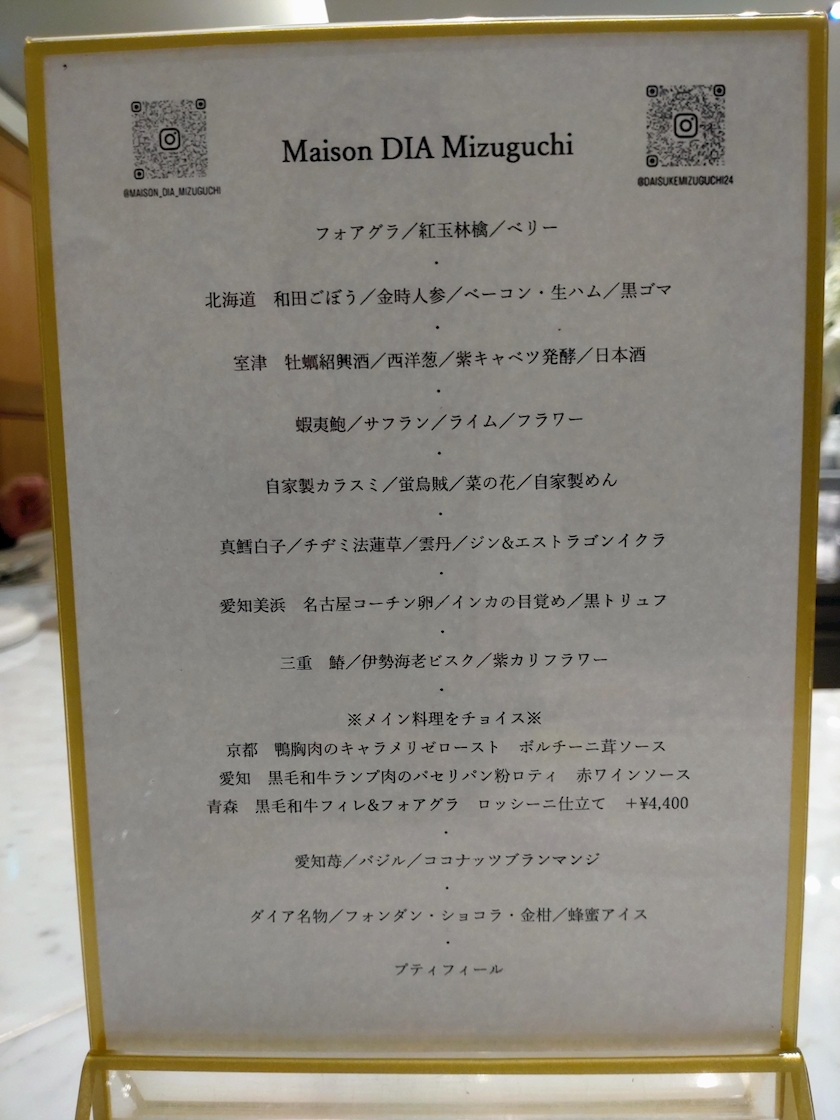 Maison DIA Mizuguchi
@MAISON_DIA_MIZUGUCHI
@DAISUKEMIZUGUCHI24
フォアグラ／紅玉林檎／ベリー
・
北海道　和田ごぼう／金時人参／ベーコン・生ハム／黒ゴマ
・
室津　牡蠣紹興酒／西洋葱／紫キャベツ発酵／日本酒
・
蝦夷鮑／サフラン／ライム／フラワー
・
自家製カラスミ／蛍烏賊／菜の花／自家製めん
・
真鱈白子／チヂミ法蓮草／雲丹／ジン&エストラゴンイクラ
・
愛知美浜　名古屋コーチン卵／インカの目覚め／黒トリュフ
・
三重　鰆／伊勢海老ビスク／紫カリフラワー
・
※メイン料理をチョイス※
京都　鴨胸肉のキャラメリゼロースト　ポルチーニ茸ソース
愛知　黒毛和牛ランプ肉のパセリパン粉ロティ　赤ワインソース
青森　黒毛和牛フィレ&フォアグラ　ロッシーニ仕立て　＋¥4,400
・
愛知苺／バジル／ココナッツブランマンジ
・
ダイア名物／フォンダン・ショコラ・金柑／蜂蜜アイス
・
プティフィール